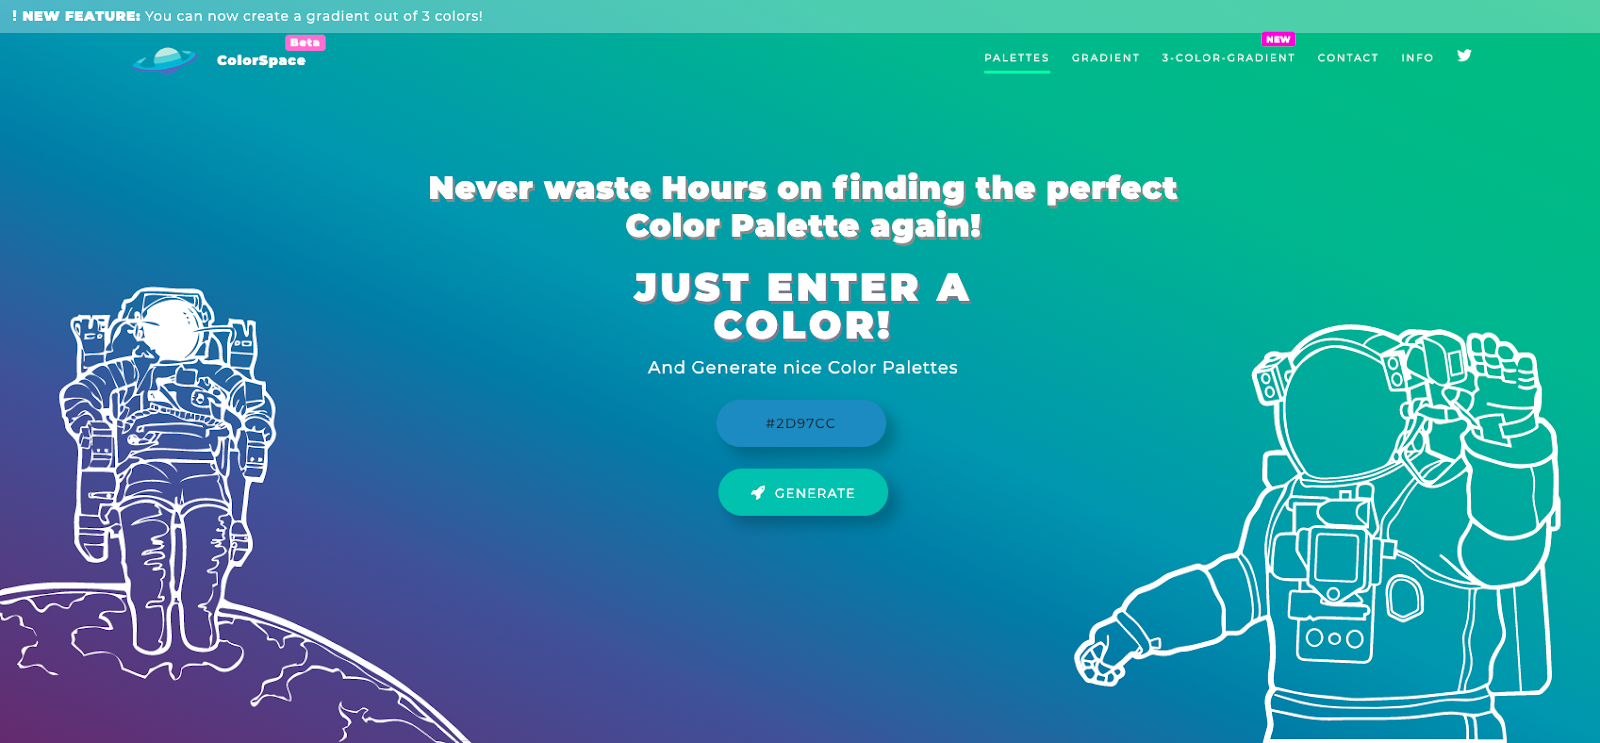 ! NEW FEATURE: You can now create a gradient out of 3 colors!
Beta
ColorSpace
NEW
PALETTES GRADIENT 3-COLOR-GRADIENT CONTACT INFO
Never waste Hours on finding the perfect
Color Palette again!
JUST ENTER A
COLOR!
And Generate nice Color Palettes
#2D97CC
GENERATE